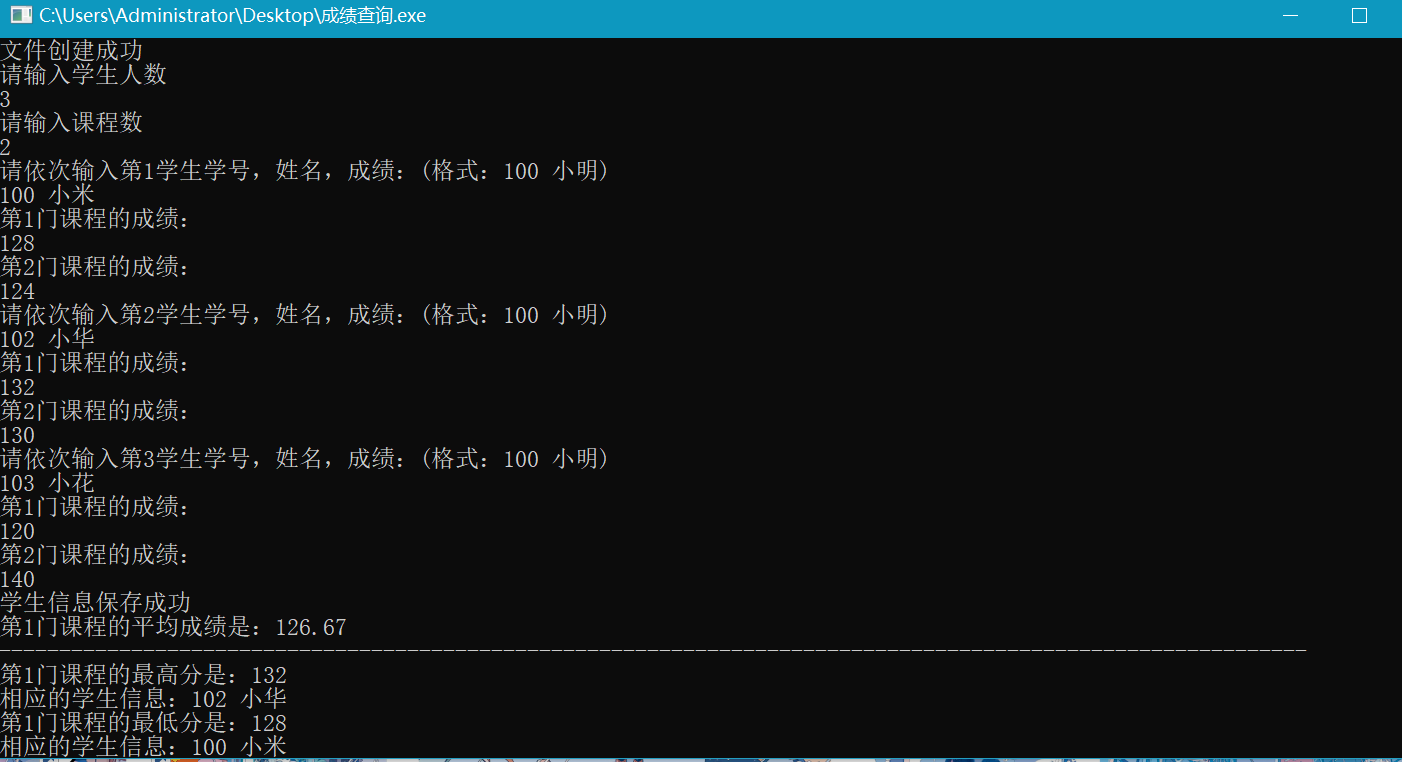 C:\Users\Administrator\Desktop\成绩查询.exe
文件创建成功
请输入学生人数
3
请输入课程数
2
请依次输入第1学生学号，姓名，成绩：(格式：100 小明)
100 小米
第1门课程的成绩：
128
第2门课程的成绩：
124
请依次输入第2学生学号，姓名，成绩：(格式：100 小明)
102 小华
第1门课程的成绩：
132
第2门课程的成绩：
130
请依次输入第3学生学号，姓名，成绩：(格式：100 小明)
103 小花
第1门课程的成绩：
120
第2门课程的成绩：
140
学生信息保存成功
第1门课程的平均成绩是：126.67
-------------------------------------------------------------------------------------------------------------
第1门课程的最高分是：132
相应的学生信息：102 小华
第1门课程的最低分是：128
相应的学生信息：100 小米